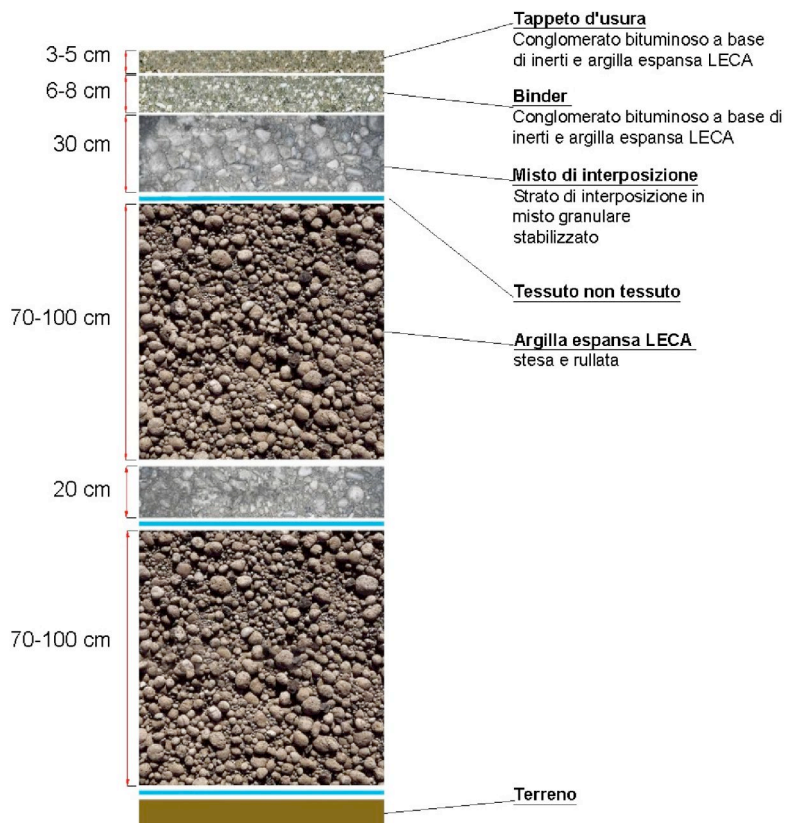 3-5 cm
6-8 cm
30 cm
70-100 cm
20 cm
70-100 cm
Tappeto d'usura
Conglomerato bituminoso a base
di inerti e argilla espansa LECA
Binder
Conglomerato bituminoso a base di
inerti e argilla espansa LECA
Misto di interposizione
Strato di interposizione in
misto granulare
stabilizzato
Tessuto non tessuto
Argilla espansa LECA
stesa e rullata
Terreno